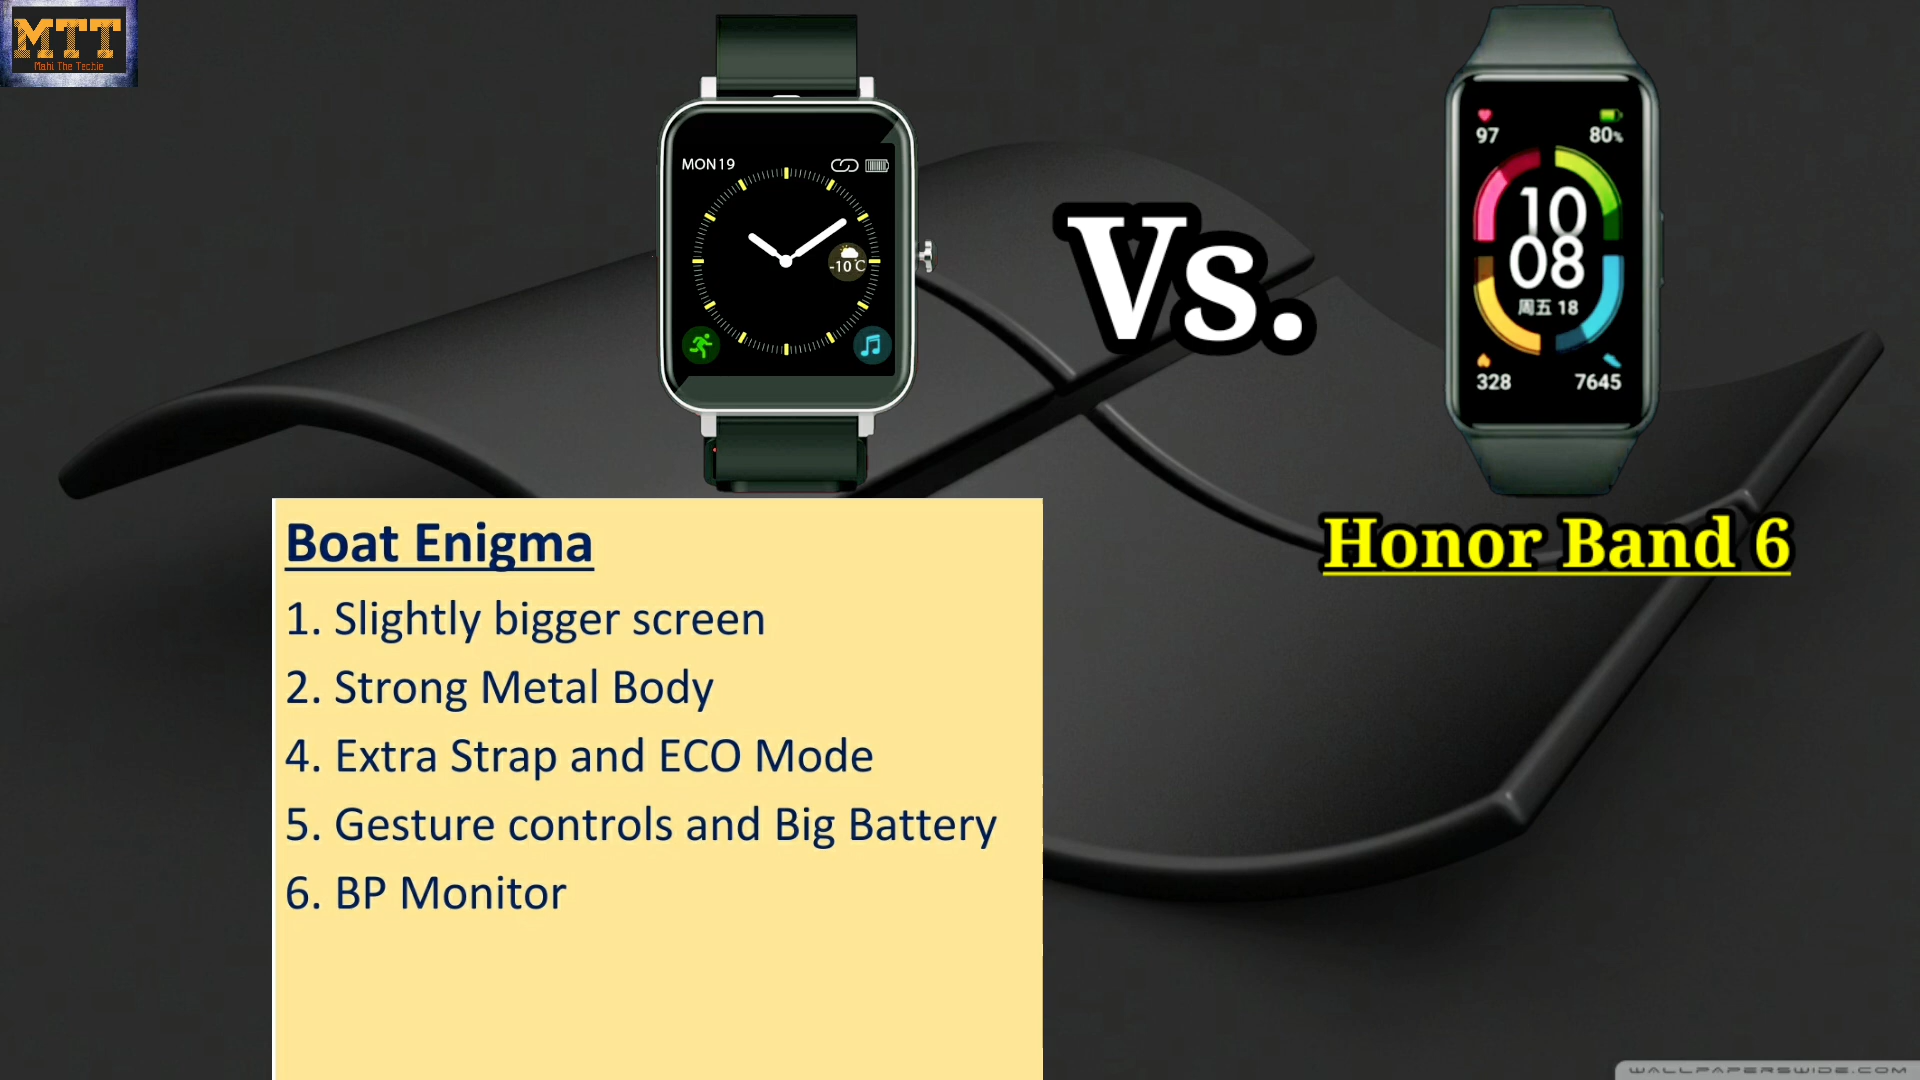 MTT
Mahi The Techie
MON 19
-10°C
Vs.
97
80%
10
08
周五 18
328
7645
Honor Band 6
Boat Enigma
1. Slightly bigger screen
2. Strong Metal Body
4. Extra Strap and ECO Mode
5. Gesture controls and Big Battery
6. BP Monitor
WALLPAPERSWIDE.COM